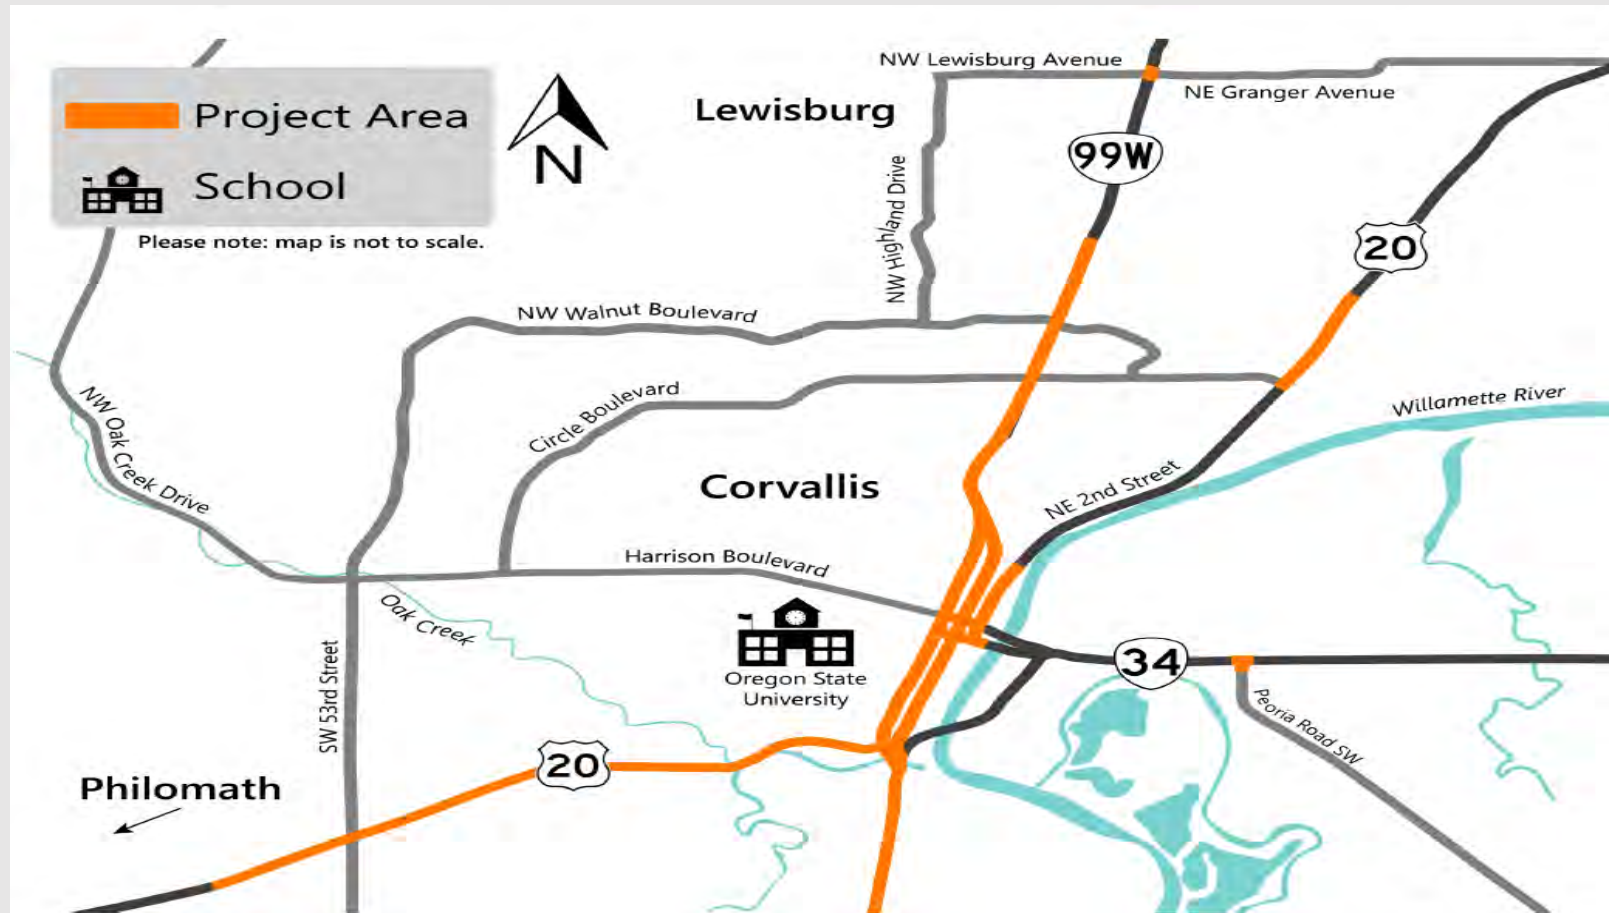 NW Lewisburg Avenue
NE Granger Avenue
Project Area
Lewisburg
School
N
99W
Please note: map is not to scale.
20
NW Highland Drive
NW Walnut Boulevard
NW Oak Creek Drive
Circle Boulevard
Willamette River
Corvallis
NE 2nd Street
Harrison Boulevard
Oak Creek
Oregon State
University
34
SW 53rd Street
Peoria Road SW
20
Philomath